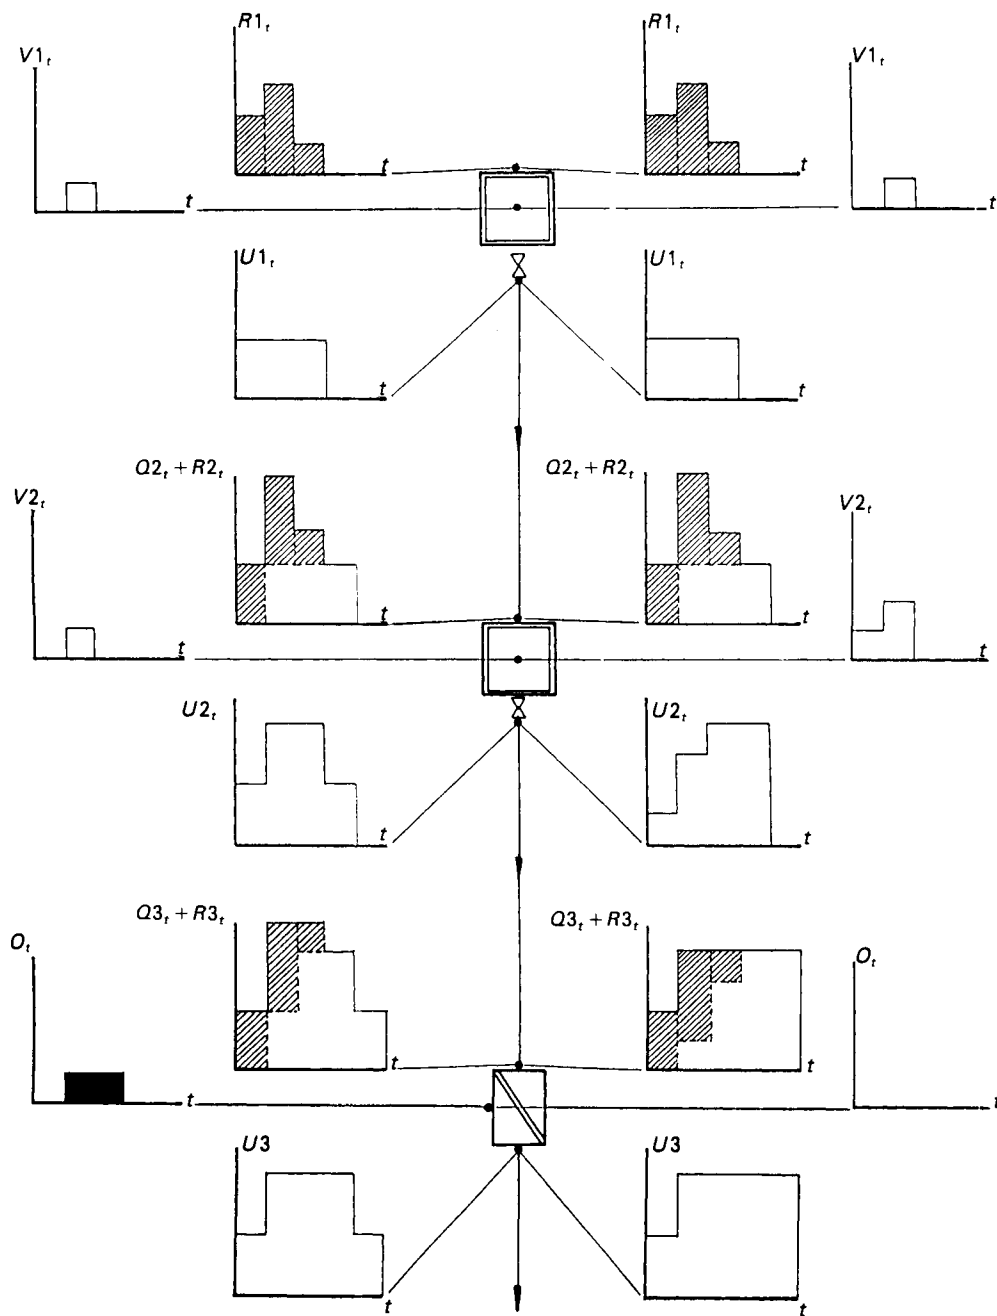 R1ₜ
R1ₜ
V1ₜ
V1ₜ
t
t
t
t
U1ₜ
U1ₜ
t
t
Q2ₜ + R2ₜ
Q2ₜ + R2ₜ
V2ₜ
V2ₜ
t
t
t
t
U2ₜ
U2ₜ
t
t
Q3ₜ + R3ₜ
Q3ₜ + R3ₜ
Oₜ
Oₜ
t
t
t
t
U3
U3
t
t